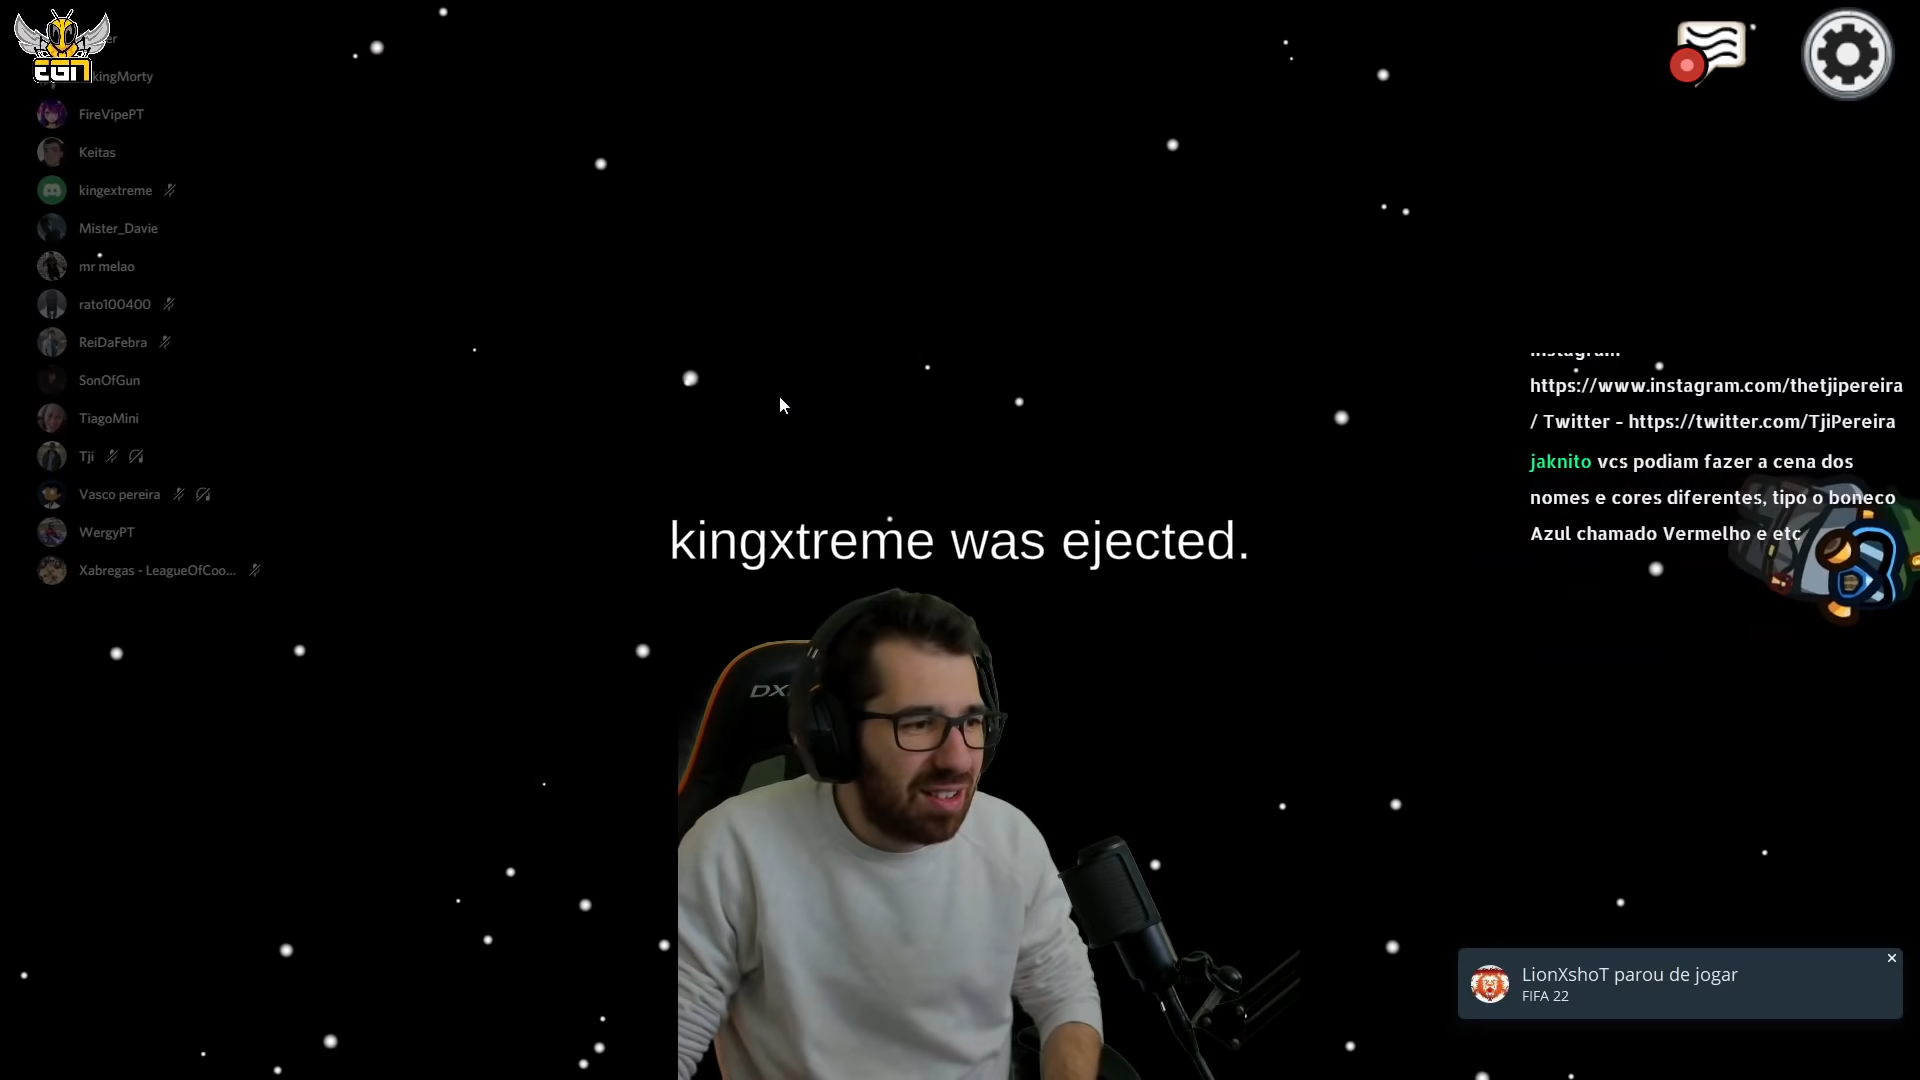 EGN
kingMorty
FireVipePT
Keitas
kingextreme
Mister_Davie
mr melao
rato100400
ReiDaFebra
SonOfGun
TiagoMini
Tji
Vasco pereira
WergyPT
Xabregas - LeagueOfCoo...
kingxtreme was ejected.
DX
instagram
https://www.instagram.com/thetjipereira
/ Twitter - https://twitter.com/TjiPereira
jaknito vcs podiam fazer a cena dos
nomes e cores diferentes, tipo o boneco
Azul chamado Vermelho e etc
LionXshoT parou de jogar
FIFA 22